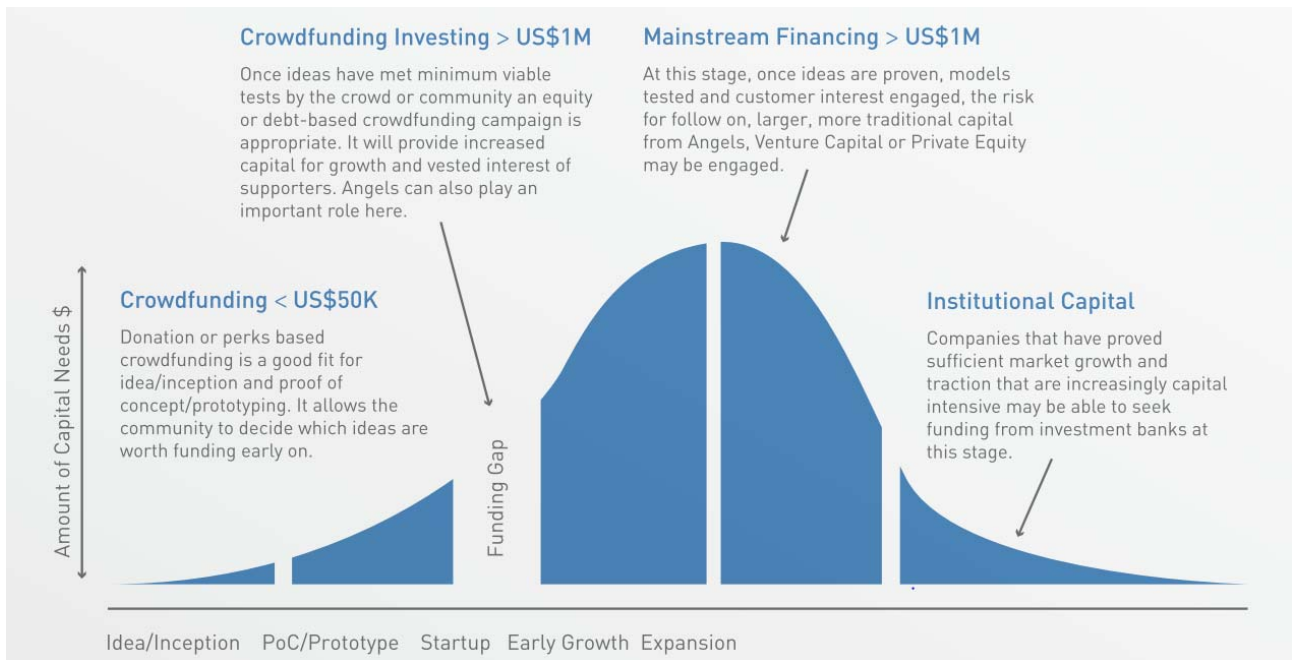 Crowdfunding Investing > US$1M
Once ideas have met minimum viable
tests by the crowd or community an equity
or debt-based crowdfunding campaign is
appropriate. It will provide increased
capital for growth and vested interest of
supporters. Angels can also play an
important role here.
Mainstream Financing > US$1M
At this stage, once ideas are proven, models
tested and customer interest engaged, the risk
for follow on, larger, more traditional capital
from Angels, Venture Capital or Private Equity
may be engaged.
Crowdfunding < US$50K
Donation or perks based
crowdfunding is a good fit for
idea/inception and proof of
concept/prototyping. It allows the
community to decide which ideas are
worth funding early on.
Institutional Capital
Companies that have proved
sufficient market growth and
traction that are increasingly capital
intensive may be able to seek
funding from investment banks at
this stage.
Amount of Capital Needs $
Funding Gap
Idea/Inception PoC/Prototype Startup Early Growth Expansion